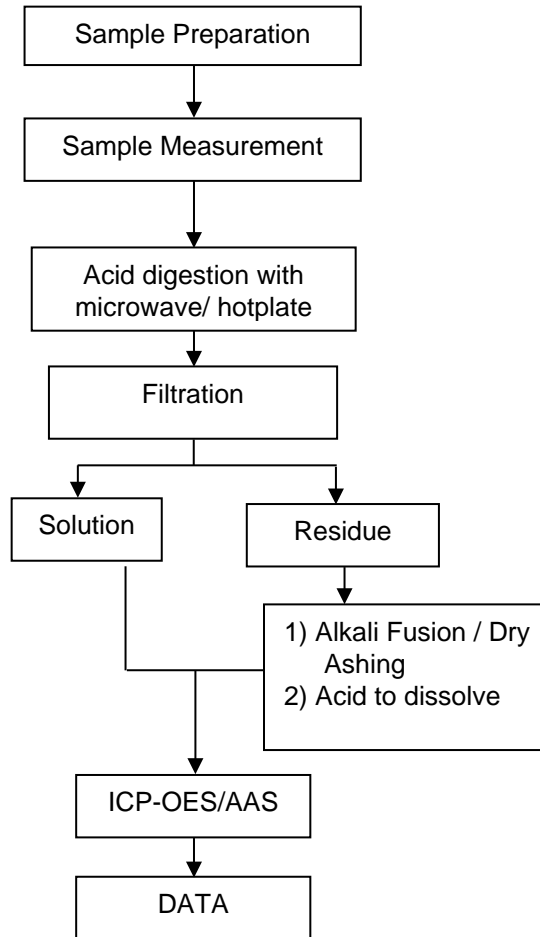 Sample Preparation
Sample Measurement
Acid digestion with
microwave/ hotplate
Filtration
Solution
Residue
1) Alkali Fusion / Dry
Ashing
2) Acid to dissolve
ICP-OES/AAS
DATA